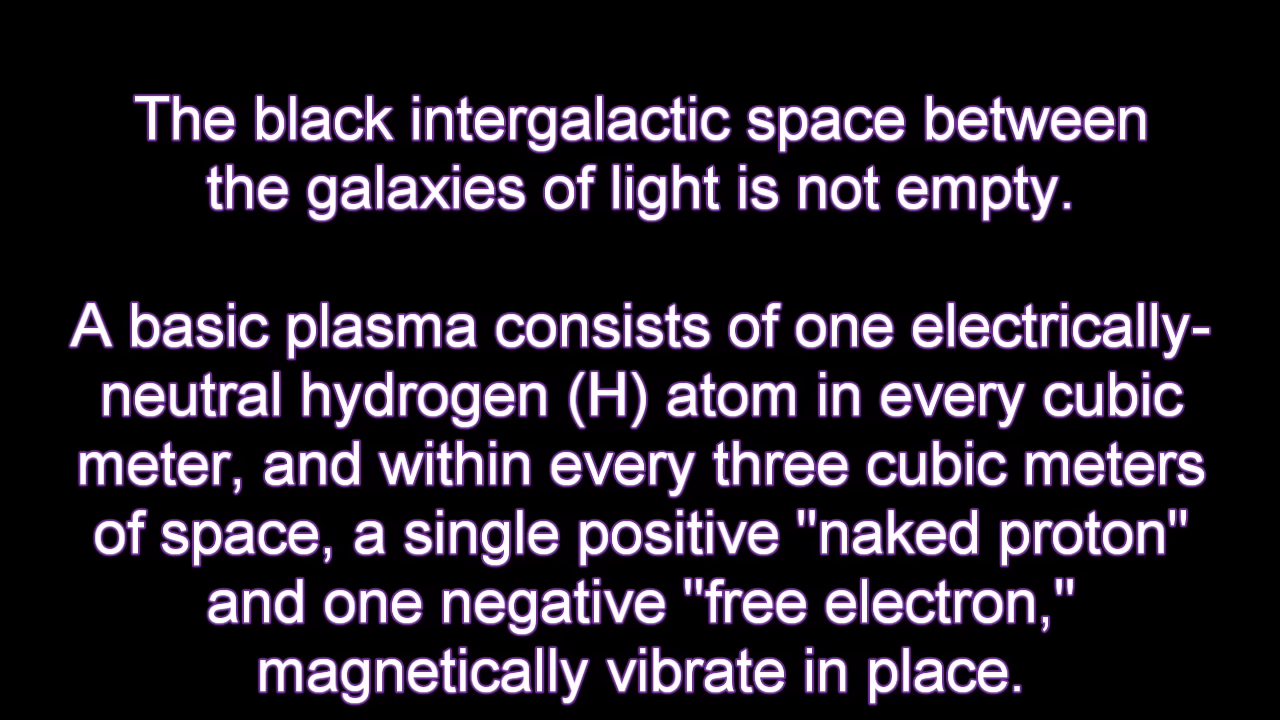 The black intergalactic space between
the galaxies of light is not empty.
A basic plasma consists of one electrically-
neutral hydrogen (H) atom in every cubic
meter, and within every three cubic meters
of space, a single positive "naked proton"
and one negative "free electron,"
magnetically vibrate in place.